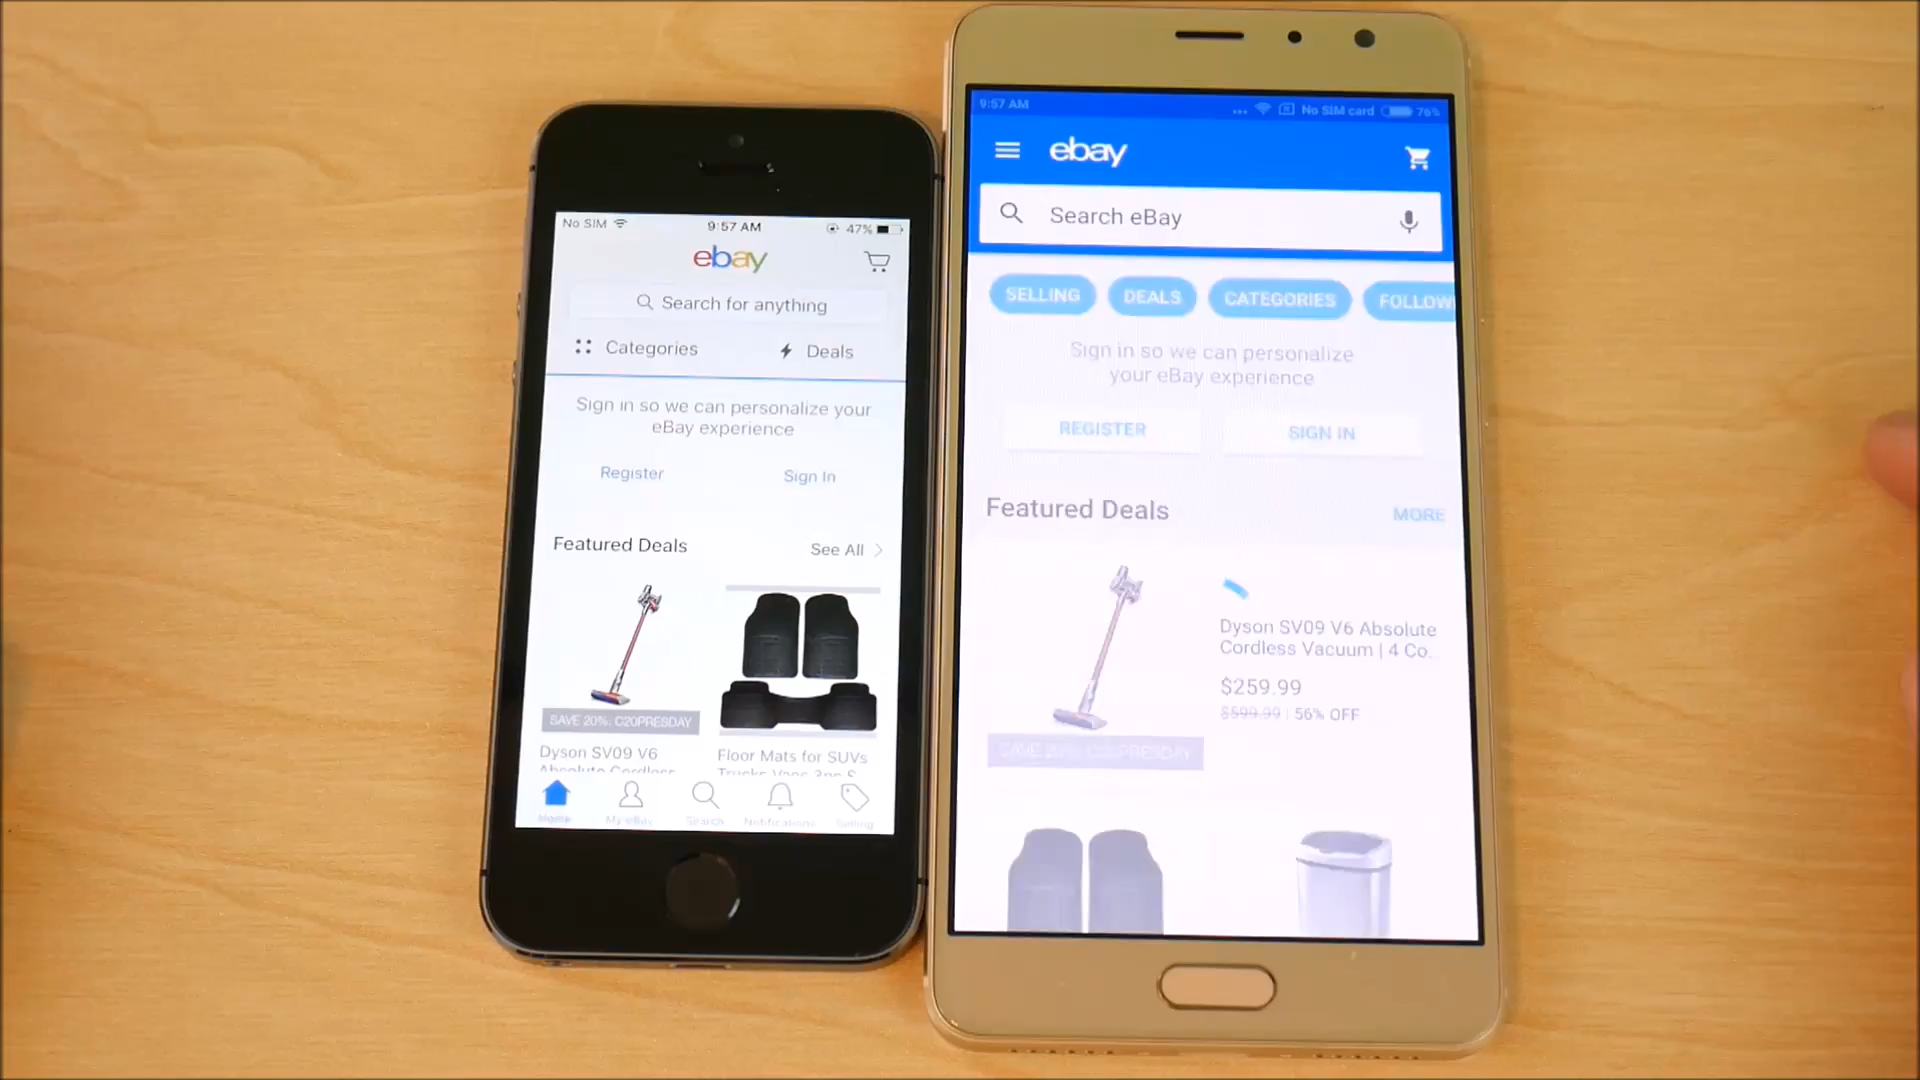 No SIM
9:57 AM
47%
ebay
Search for anything
Categories
Deals
Sign in so we can personalize your
eBay experience
Register
Sign In
Featured Deals
See All
SAVE 20%: C20PRESDAY
Dyson SV09 V6
Absolute Cordless
Floor Mats for SUVs
Trucks Vans 3pc S
Home
My eBay
Search
Notifications
Selling
9:57 AM
No SIM card
76%
ebay
Search eBay
SELLING
DEALS
CATEGORIES
FOLLOW
Sign in so we can personalize
your eBay experience
REGISTER
SIGN IN
Featured Deals
MORE
Dyson SV09 V6 Absolute
Cordless Vacuum | 4 Co...
$259.99
$599.99 | 56% OFF
SAVE 20%: C20PRESDAY